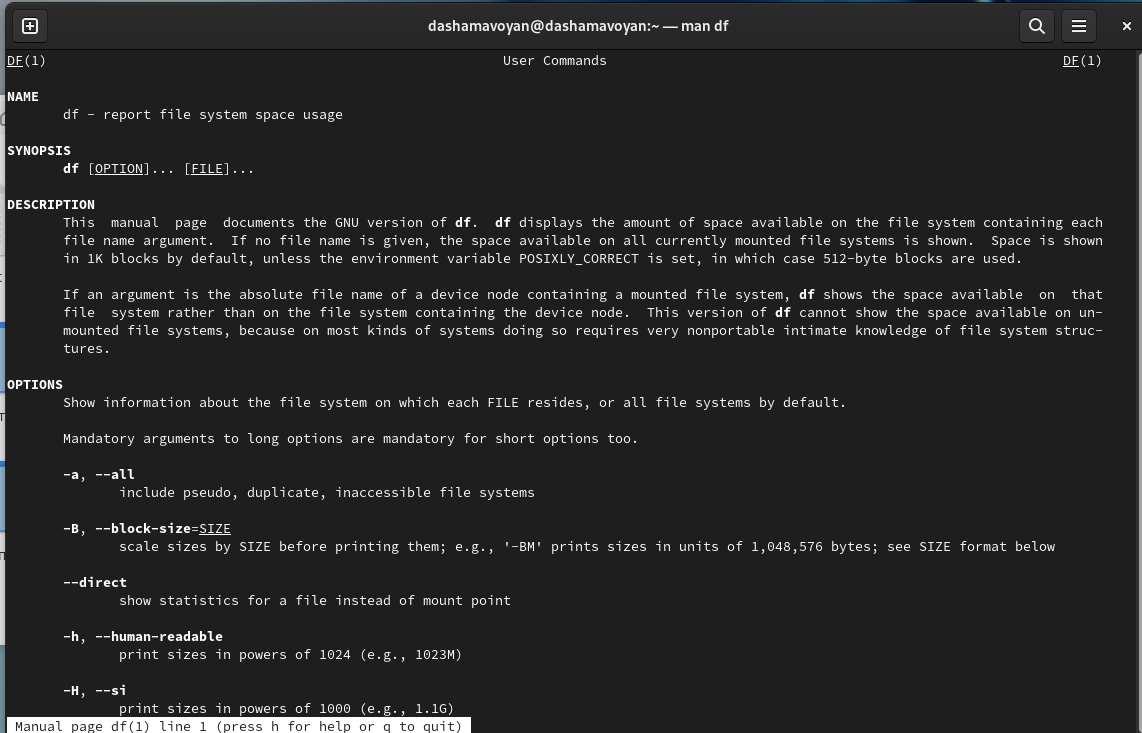 dashamavoyan@dashamavoyan:~ — man df
DF(1) User Commands DF(1)
NAME
df - report file system space usage
SYNOPSIS
df [OPTION]... [FILE]...
DESCRIPTION
This manual page documents the GNU version of df. df displays the amount of space available on the file system containing each
file name argument. If no file name is given, the space available on all currently mounted file systems is shown. Space is shown
in 1K blocks by default, unless the environment variable POSIXLY_CORRECT is set, in which case 512-byte blocks are used.
If an argument is the absolute file name of a device node containing a mounted file system, df shows the space available on that
file system rather than on the file system containing the device node. This version of df cannot show the space available on un-
mounted file systems, because on most kinds of systems doing so requires very nonportable intimate knowledge of file system struc-
tures.
OPTIONS
Show information about the file system on which each FILE resides, or all file systems by default.
Mandatory arguments to long options are mandatory for short options too.
-a, --all
include pseudo, duplicate, inaccessible file systems
-B, --block-size=SIZE
scale sizes by SIZE before printing them; e.g., '-BM' prints sizes in units of 1,048,576 bytes; see SIZE format below
--direct
show statistics for a file instead of mount point
-h, --human-readable
print sizes in powers of 1024 (e.g., 1023M)
-H, --si
print sizes in powers of 1000 (e.g., 1.1G)
Manual page df(1) line 1 (press h for help or q to quit)